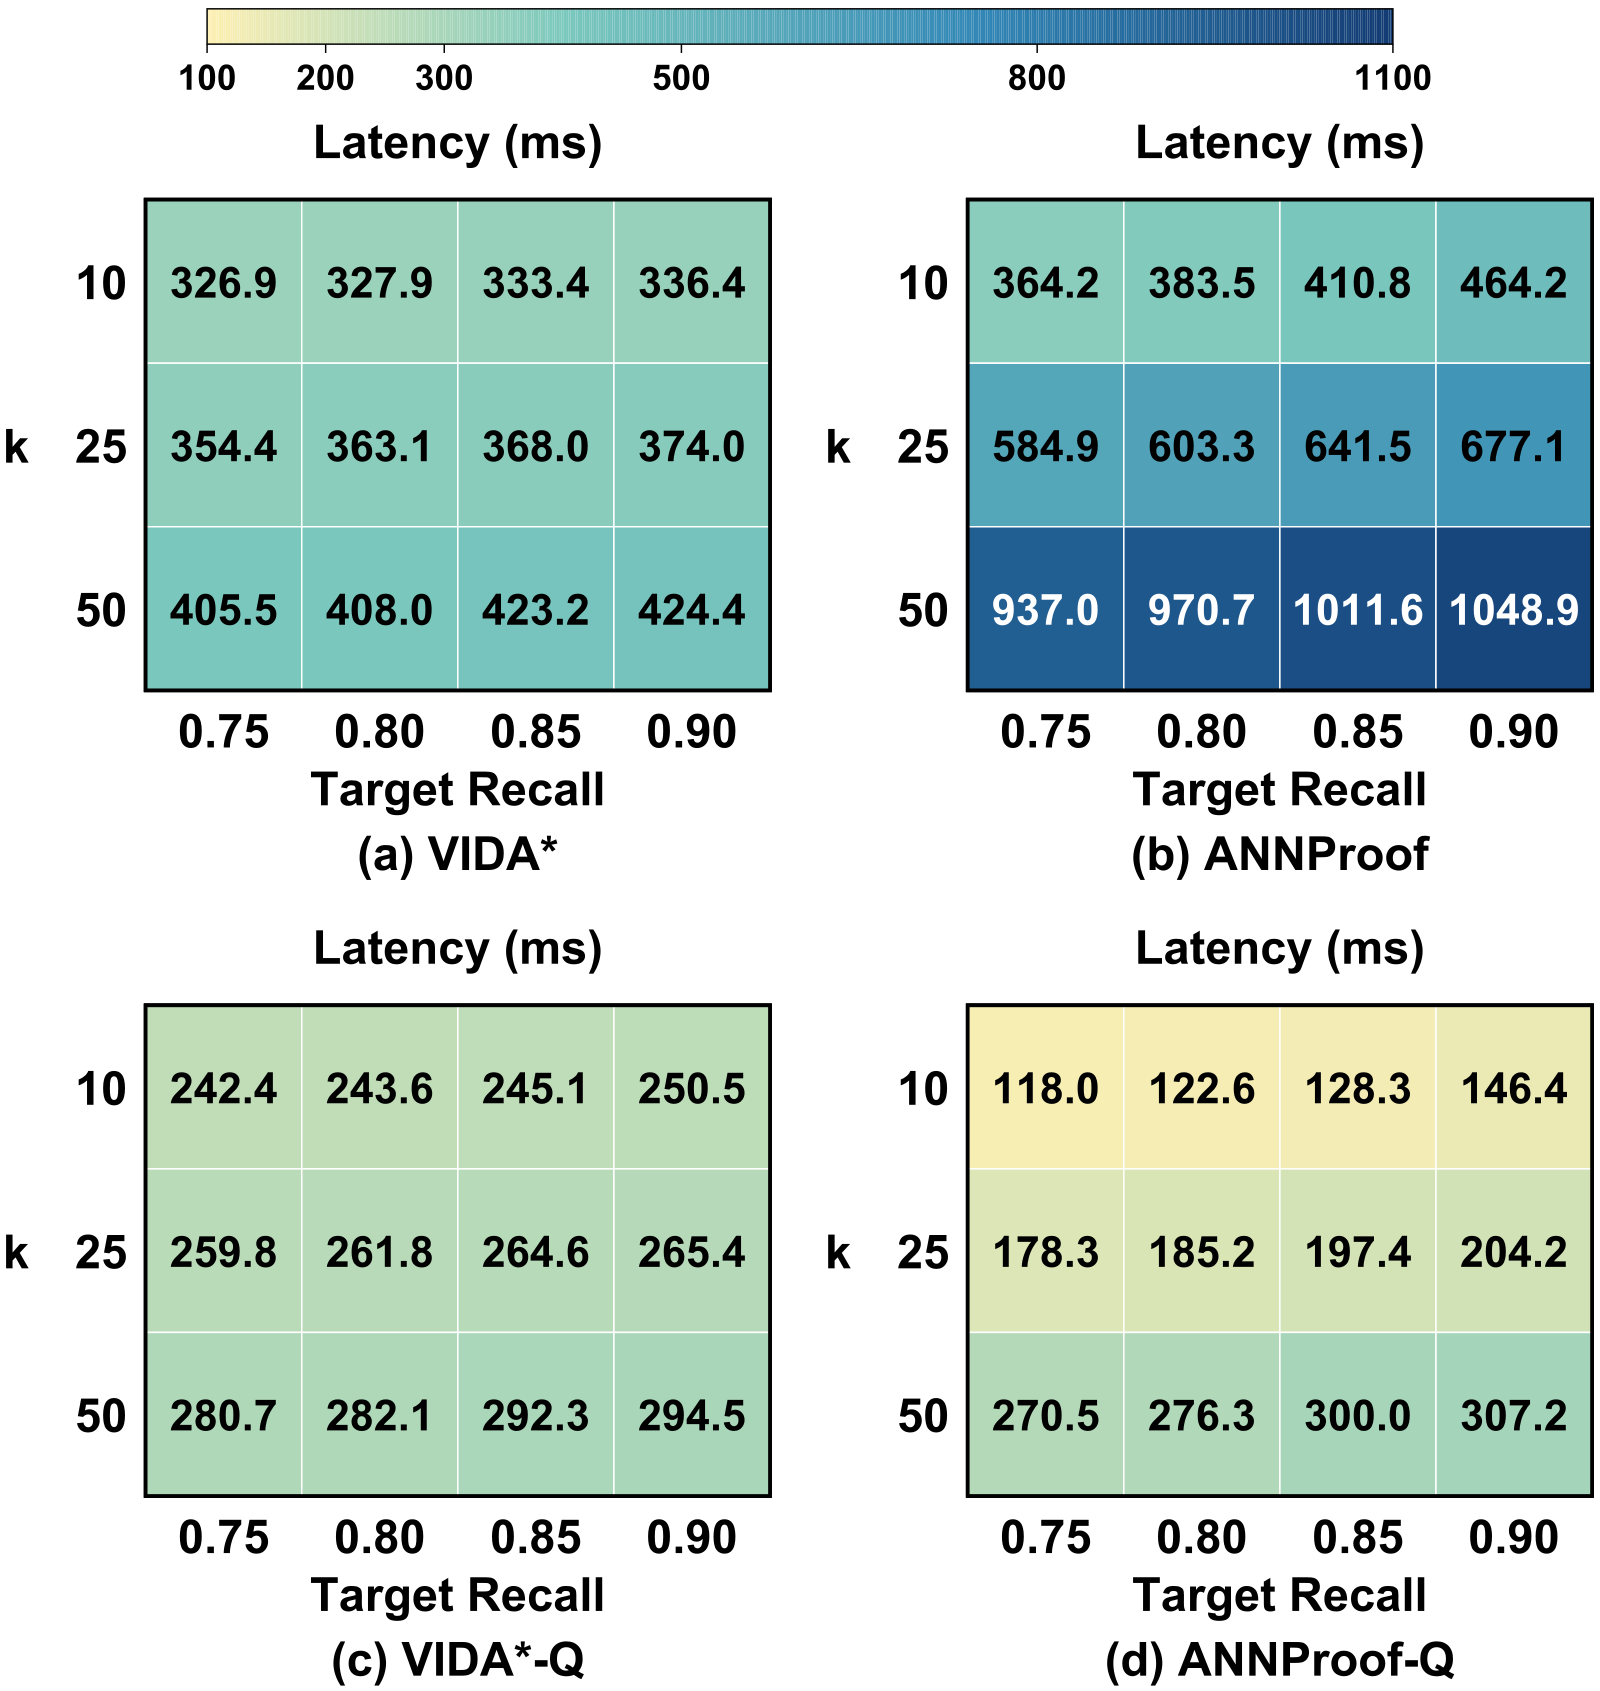 100 200 300 500 800 1100
Latency (ms)
10 326.9 327.9 333.4 336.4
k 25 354.4 363.1 368.0 374.0
50 405.5 408.0 423.2 424.4
0.75 0.80 0.85 0.90
Target Recall
(a) VIDA*
Latency (ms)
10 364.2 383.5 410.8 464.2
k 25 584.9 603.3 641.5 677.1
50 937.0 970.7 1011.6 1048.9
0.75 0.80 0.85 0.90
Target Recall
(b) ANNProof
Latency (ms)
10 242.4 243.6 245.1 250.5
k 25 259.8 261.8 264.6 265.4
50 280.7 282.1 292.3 294.5
0.75 0.80 0.85 0.90
Target Recall
(c) VIDA*-Q
Latency (ms)
10 118.0 122.6 128.3 146.4
k 25 178.3 185.2 197.4 204.2
50 270.5 276.3 300.0 307.2
0.75 0.80 0.85 0.90
Target Recall
(d) ANNProof-Q